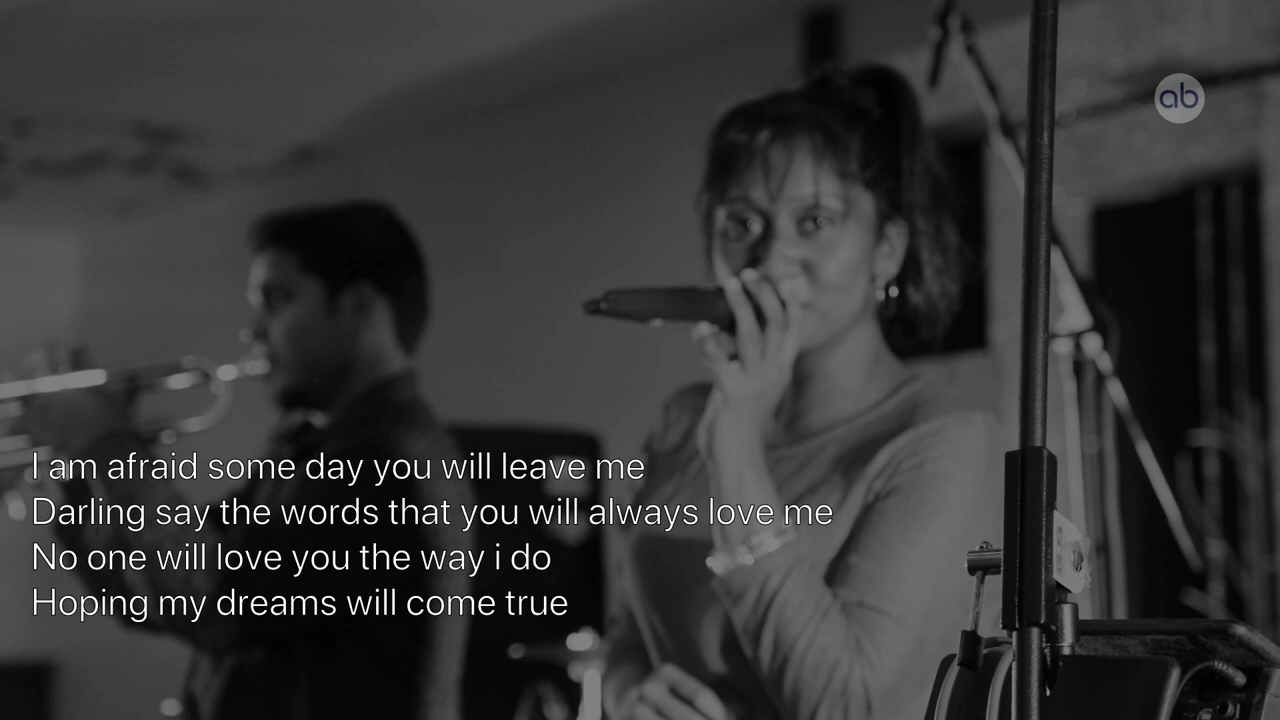 ab
I am afraid some day you will leave me
Darling say the words that you will always love me
No one will love you the way i do
Hoping my dreams will come true